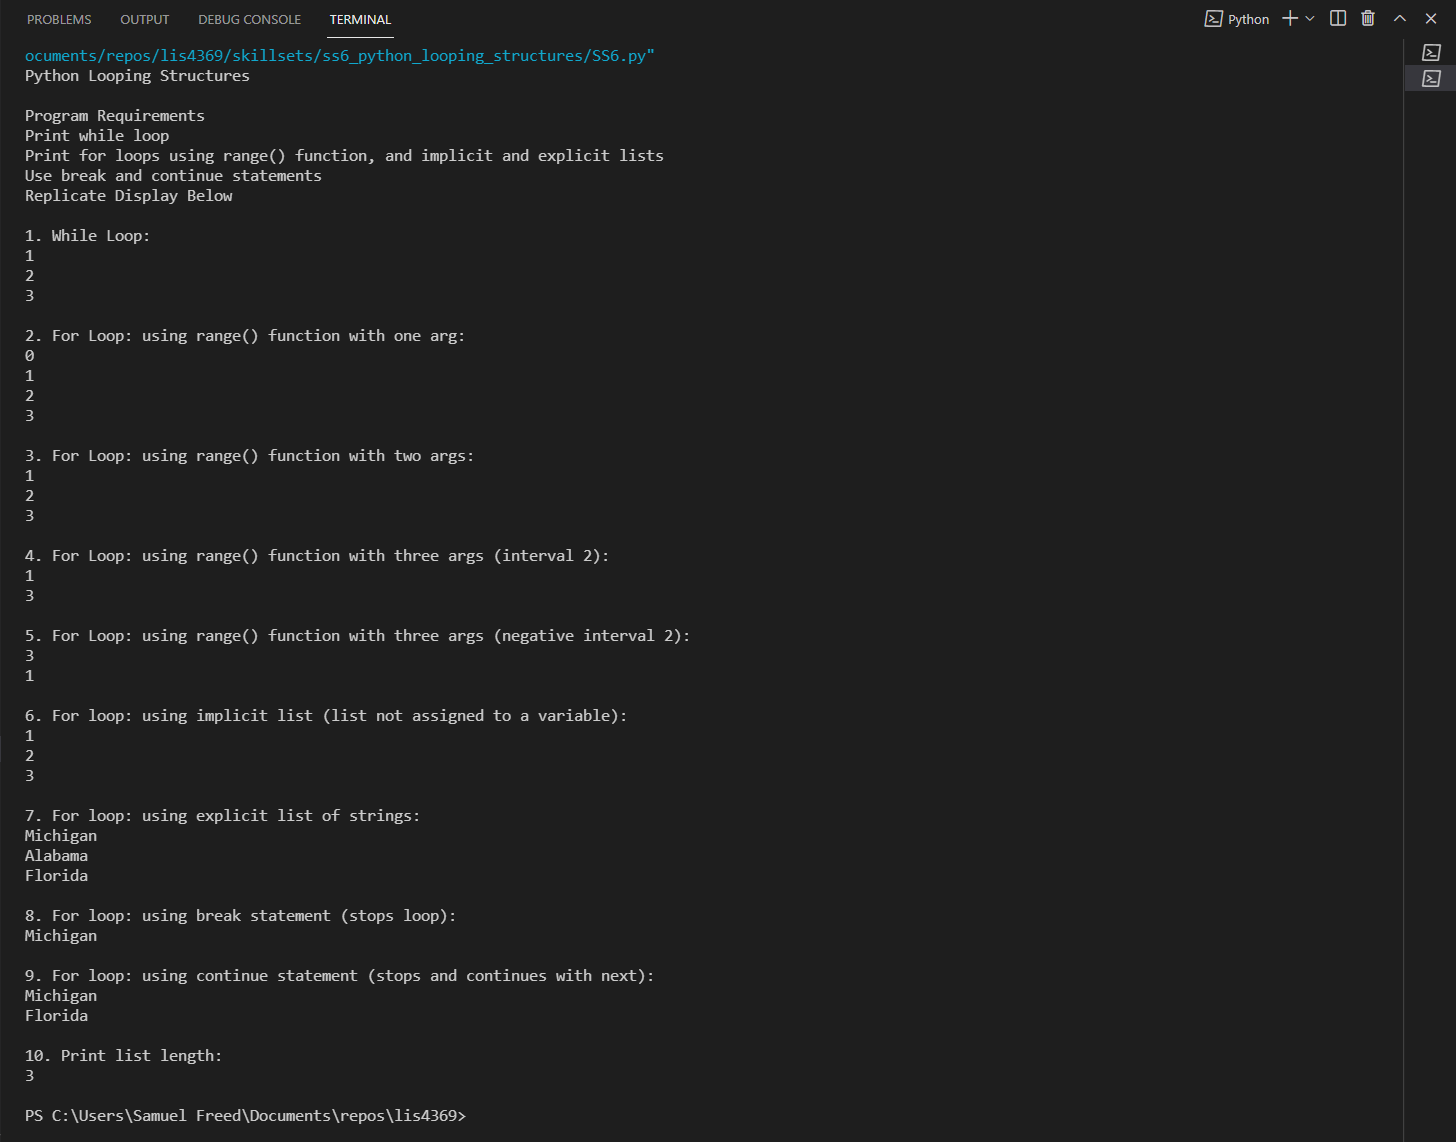 PROBLEMS OUTPUT DEBUG CONSOLE TERMINAL Python
ocuments/repos/lis4369/skillsets/ss6_python_looping_structures/SS6.py"
Python Looping Structures
Program Requirements
Print while loop
Print for loops using range() function, and implicit and explicit lists
Use break and continue statements
Replicate Display Below
1. While Loop:
1
2
3
2. For Loop: using range() function with one arg:
0
1
2
3
3. For Loop: using range() function with two args:
1
2
3
4. For Loop: using range() function with three args (interval 2):
1
3
5. For Loop: using range() function with three args (negative interval 2):
3
1
6. For loop: using implicit list (list not assigned to a variable):
1
2
3
7. For loop: using explicit list of strings:
Michigan
Alabama
Florida
8. For loop: using break statement (stops loop):
Michigan
9. For loop: using continue statement (stops and continues with next):
Michigan
Florida
10. Print list length:
3
PS C:\Users\Samuel Freed\Documents\repos\lis4369>